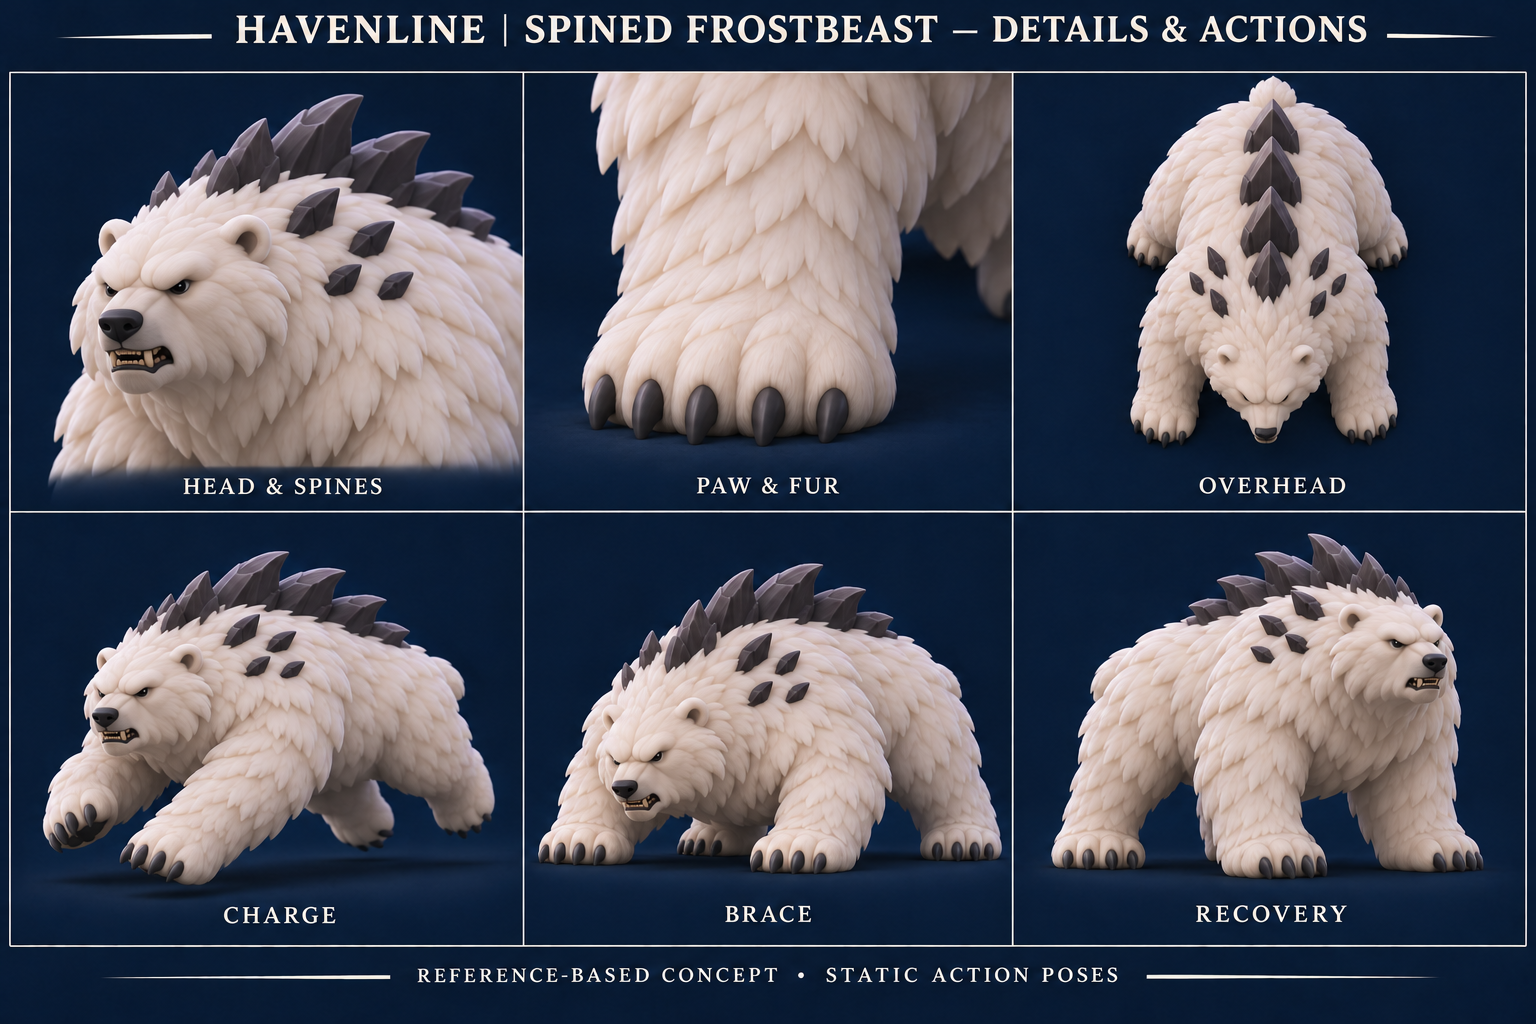 HAVENLINE | SPINED FROSTBEAST — DETAILS & ACTIONS
HEAD & SPINES
PAW & FUR
OVERHEAD
CHARGE
BRACE
RECOVERY
REFERENCE-BASED CONCEPT • STATIC ACTION POSES